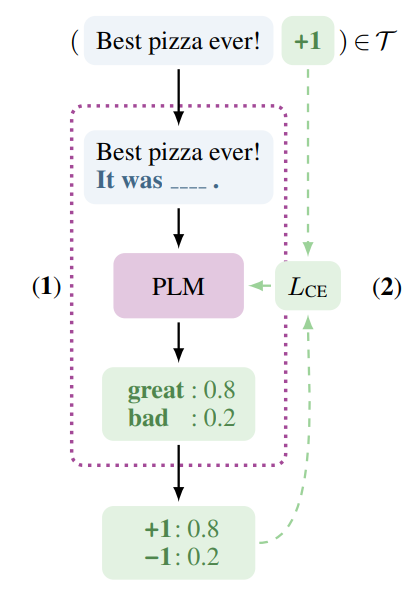 ( Best pizza ever! +1 ) ∈ 𝒯
Best pizza ever!
It was ____ .
(1) PLM L_CE (2)
great : 0.8
bad : 0.2
+1 : 0.8
−1 : 0.2